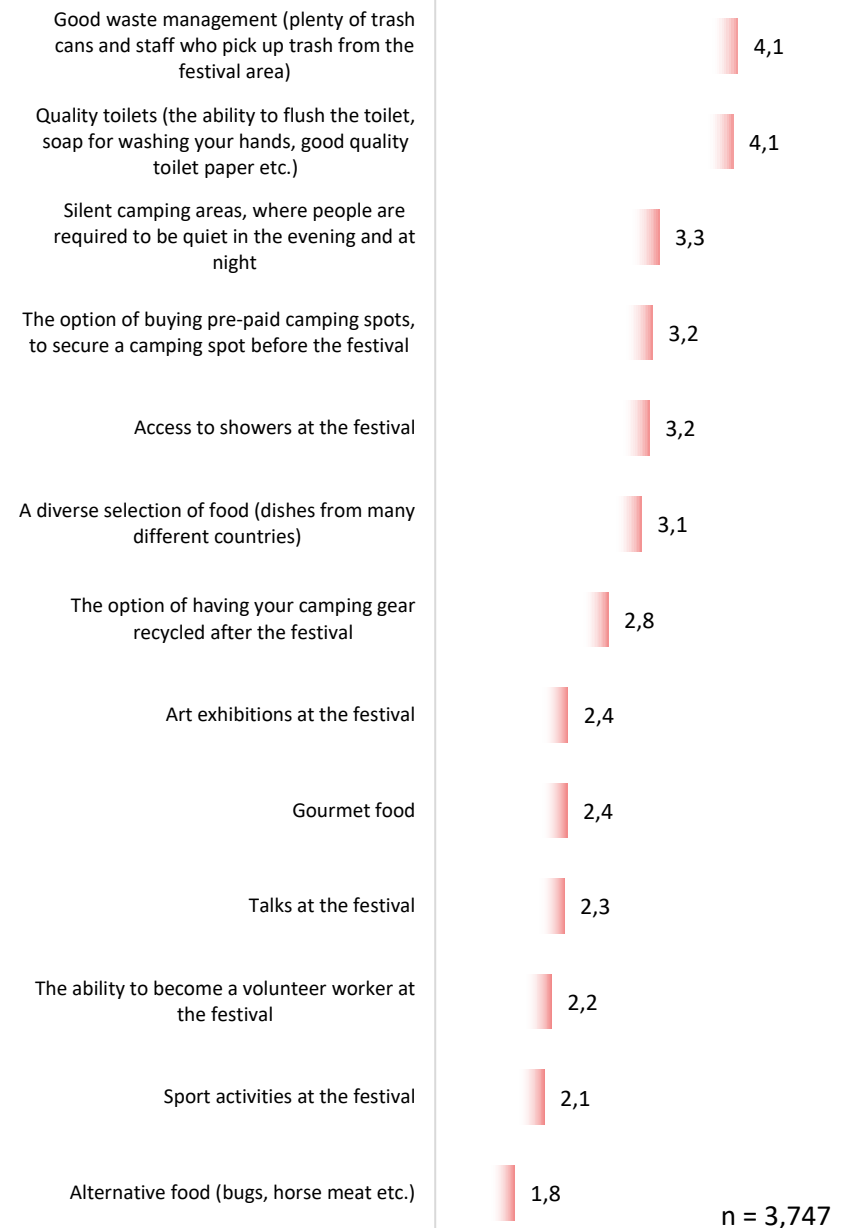 Good waste management (plenty of trash
cans and staff who pick up trash from the
festival area)
4,1
Quality toilets (the ability to flush the toilet,
soap for washing your hands, good quality
toilet paper etc.)
4,1
Silent camping areas, where people are
required to be quiet in the evening and at
night
3,3
The option of buying pre-paid camping spots,
to secure a camping spot before the festival
3,2
Access to showers at the festival
3,2
A diverse selection of food (dishes from many
different countries)
3,1
The option of having your camping gear
recycled after the festival
2,8
Art exhibitions at the festival
2,4
Gourmet food
2,4
Talks at the festival
2,3
The ability to become a volunteer worker at
the festival
2,2
Sport activities at the festival
2,1
Alternative food (bugs, horse meat etc.)
1,8
n = 3,747